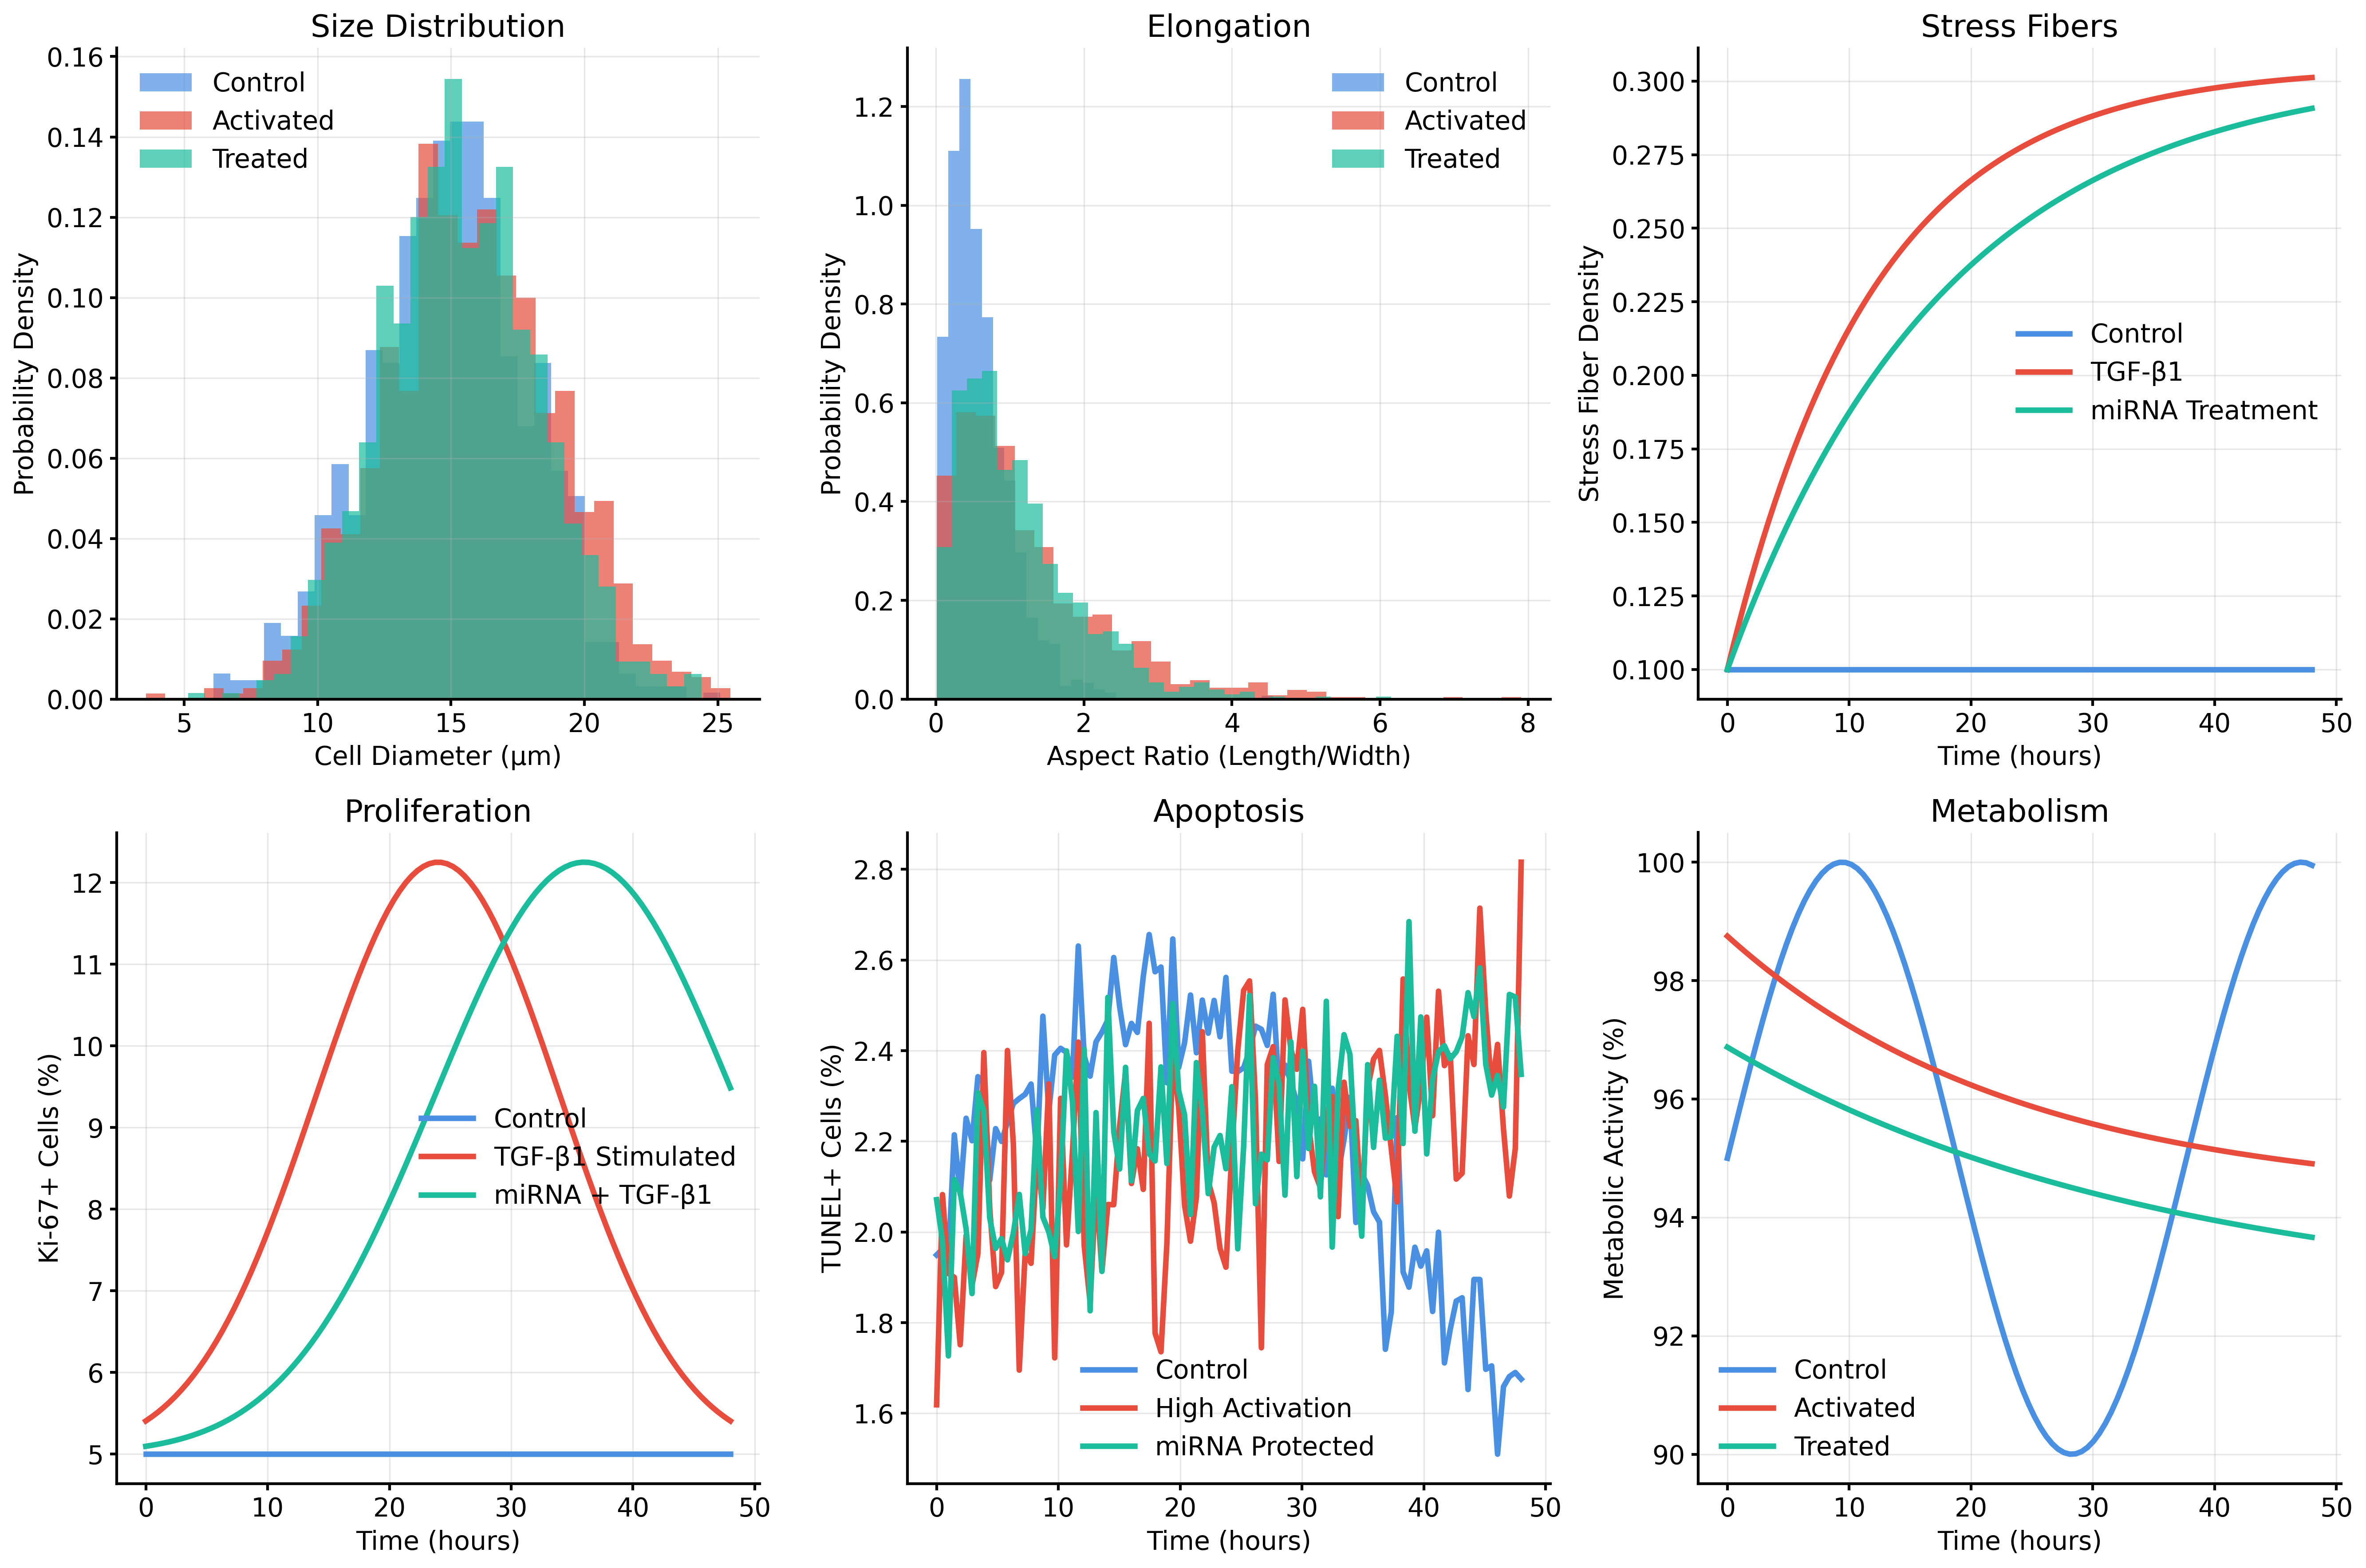 Size Distribution
Probability Density
0.16
0.14
0.12
0.10
0.08
0.06
0.04
0.02
0.00
Control
Activated
Treated
5
10
15
20
25
Cell Diameter (μm)
Elongation
Probability Density
1.2
1.0
0.8
0.6
0.4
0.2
0.0
Control
Activated
Treated
0
2
4
6
8
Aspect Ratio (Length/Width)
Stress Fibers
Stress Fiber Density
0.300
0.275
0.250
0.225
0.200
0.175
0.150
0.125
0.100
Control
TGF-β1
miRNA Treatment
0
10
20
30
40
50
Time (hours)
Proliferation
Ki-67+ Cells (%)
12
11
10
9
8
7
6
5
Control
TGF-β1 Stimulated
miRNA + TGF-β1
0
10
20
30
40
50
Time (hours)
Apoptosis
TUNEL+ Cells (%)
2.8
2.6
2.4
2.2
2.0
1.8
1.6
Control
High Activation
miRNA Protected
0
10
20
30
40
50
Time (hours)
Metabolism
Metabolic Activity (%)
100
98
96
94
92
90
Control
Activated
Treated
0
10
20
30
40
50
Time (hours)